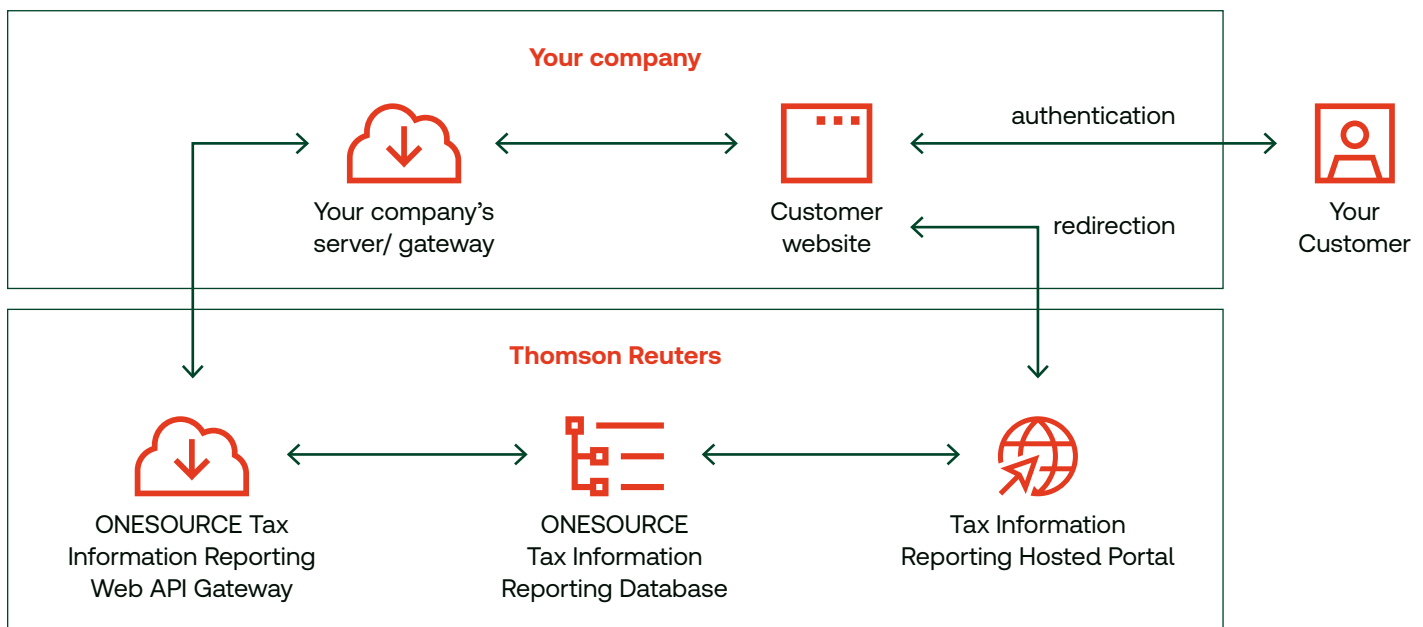 Your company
authentication
Your company’s
server/ gateway
Customer
website
redirection
Your
Customer
Thomson Reuters
ONESOURCE Tax
Information Reporting
Web API Gateway
ONESOURCE
Tax Information
Reporting Database
Tax Information
Reporting Hosted Portal